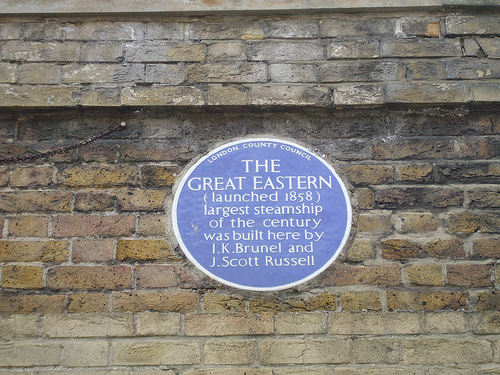 LONDON COUNTY COUNCIL
THE
GREAT EASTERN
(launched 1858)
largest steamship
of the century
was built here by
I.K.Brunel and
J.Scott Russell